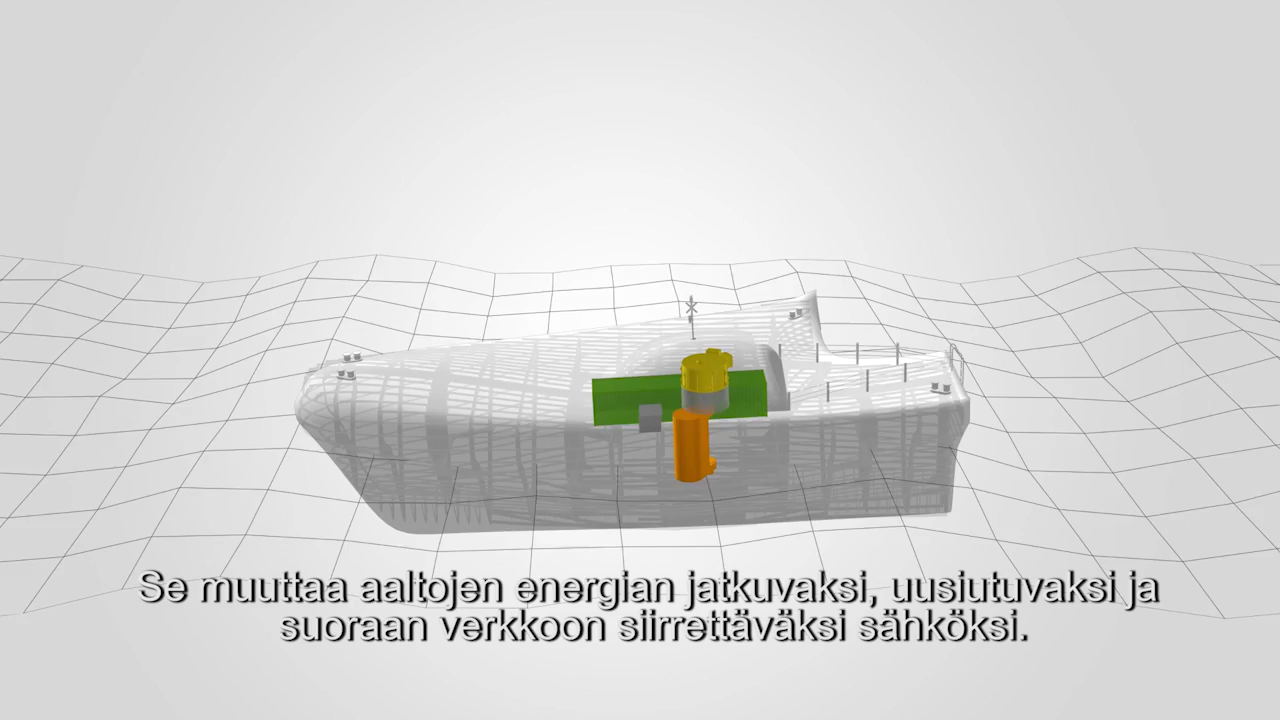 Se muuttaa aaltojen energian jatkuvaksi, uusiutuvaksi ja
suoraan verkkoon siirrettäväksi sähköksi.